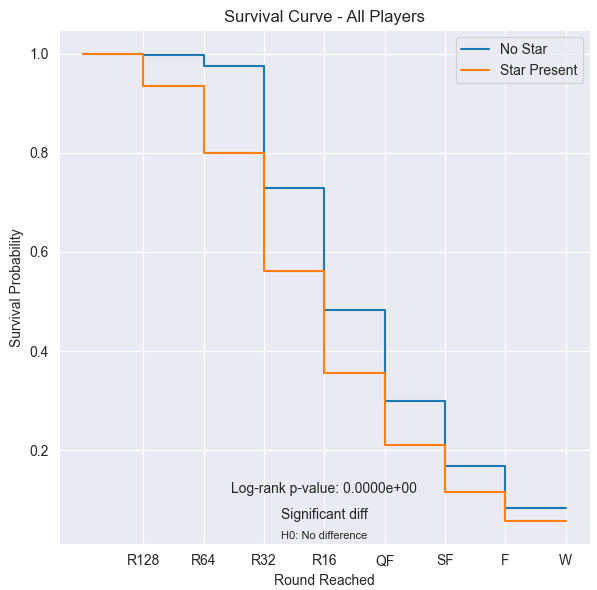 Survival Curve - All Players
No Star
Star Present
1.0
0.8
0.6
0.4
0.2
Survival Probability
Log-rank p-value: 0.0000e+00
Significant diff
H0: No difference
R128 R64 R32 R16 QF SF F W
Round Reached